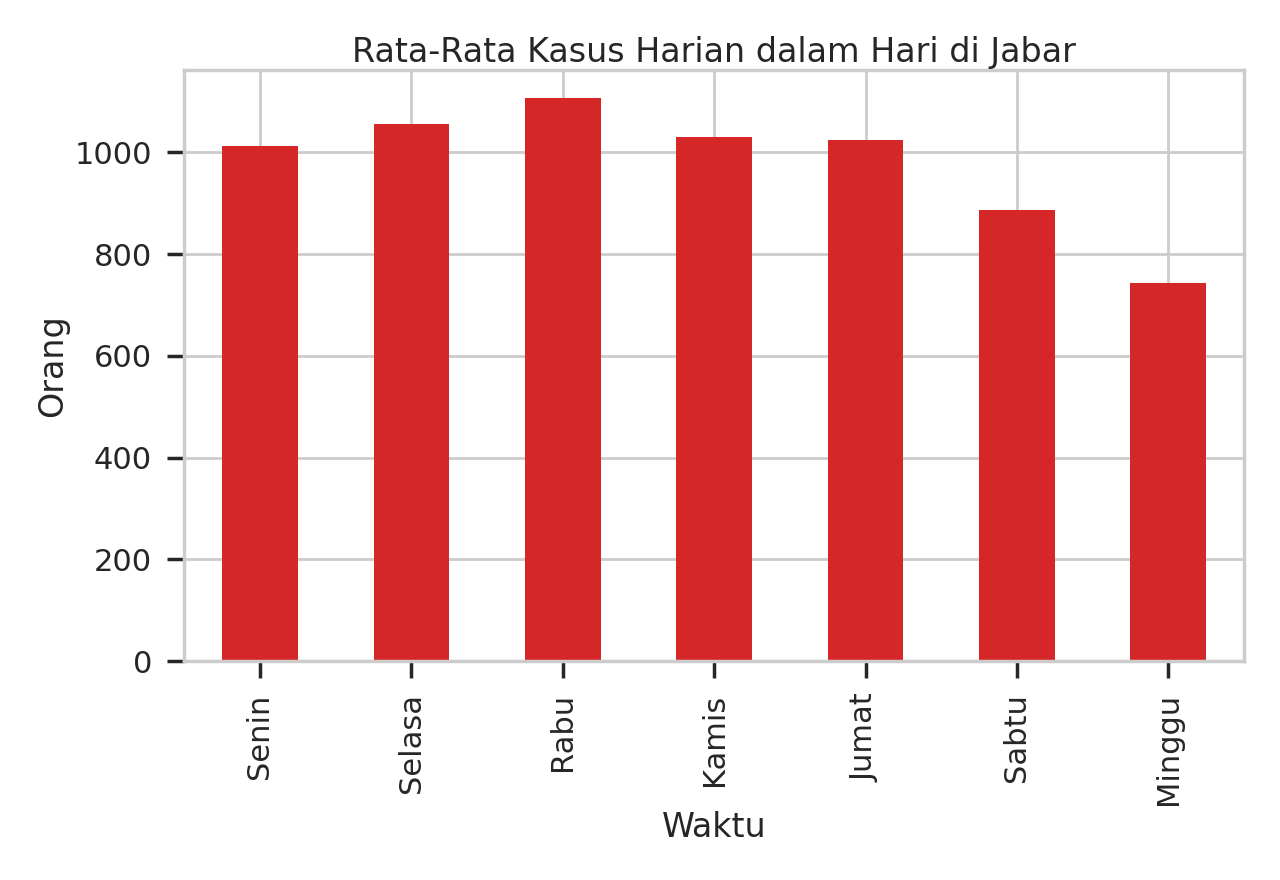 Rata-Rata Kasus Harian dalam Hari di Jabar
Orang
1000
800
600
400
200
0
Senin
Selasa
Rabu
Kamis
Jumat
Sabtu
Minggu
Waktu